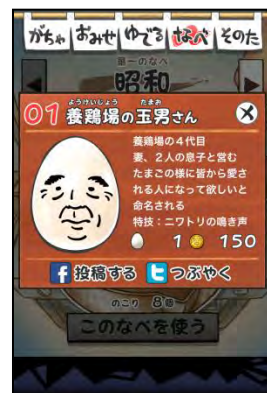 がちゃ おみせ ゆでる なべ そのた
第一のなべ
昭和
ようけいじょう たまお
01 養鶏場の玉男さん
養鶏場の4代目
妻、2人の息子と営む
たまごの様に皆から愛さ
れる人になって欲しいと
命名される
特技:ニワトリの鳴き声
1 150
f 投稿する t つぶやく
のこり 8個
このなべを使う